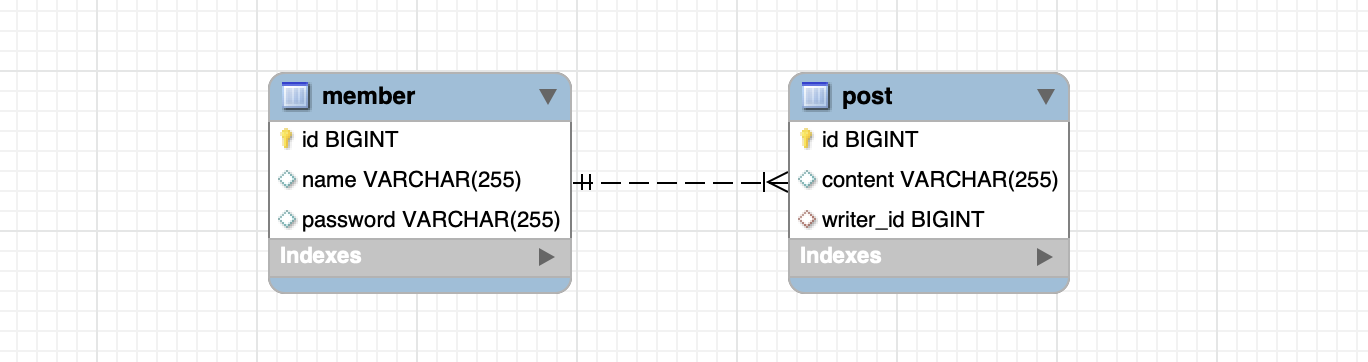 member
id BIGINT
name VARCHAR(255)
password VARCHAR(255)
Indexes
post
id BIGINT
content VARCHAR(255)
writer_id BIGINT
Indexes